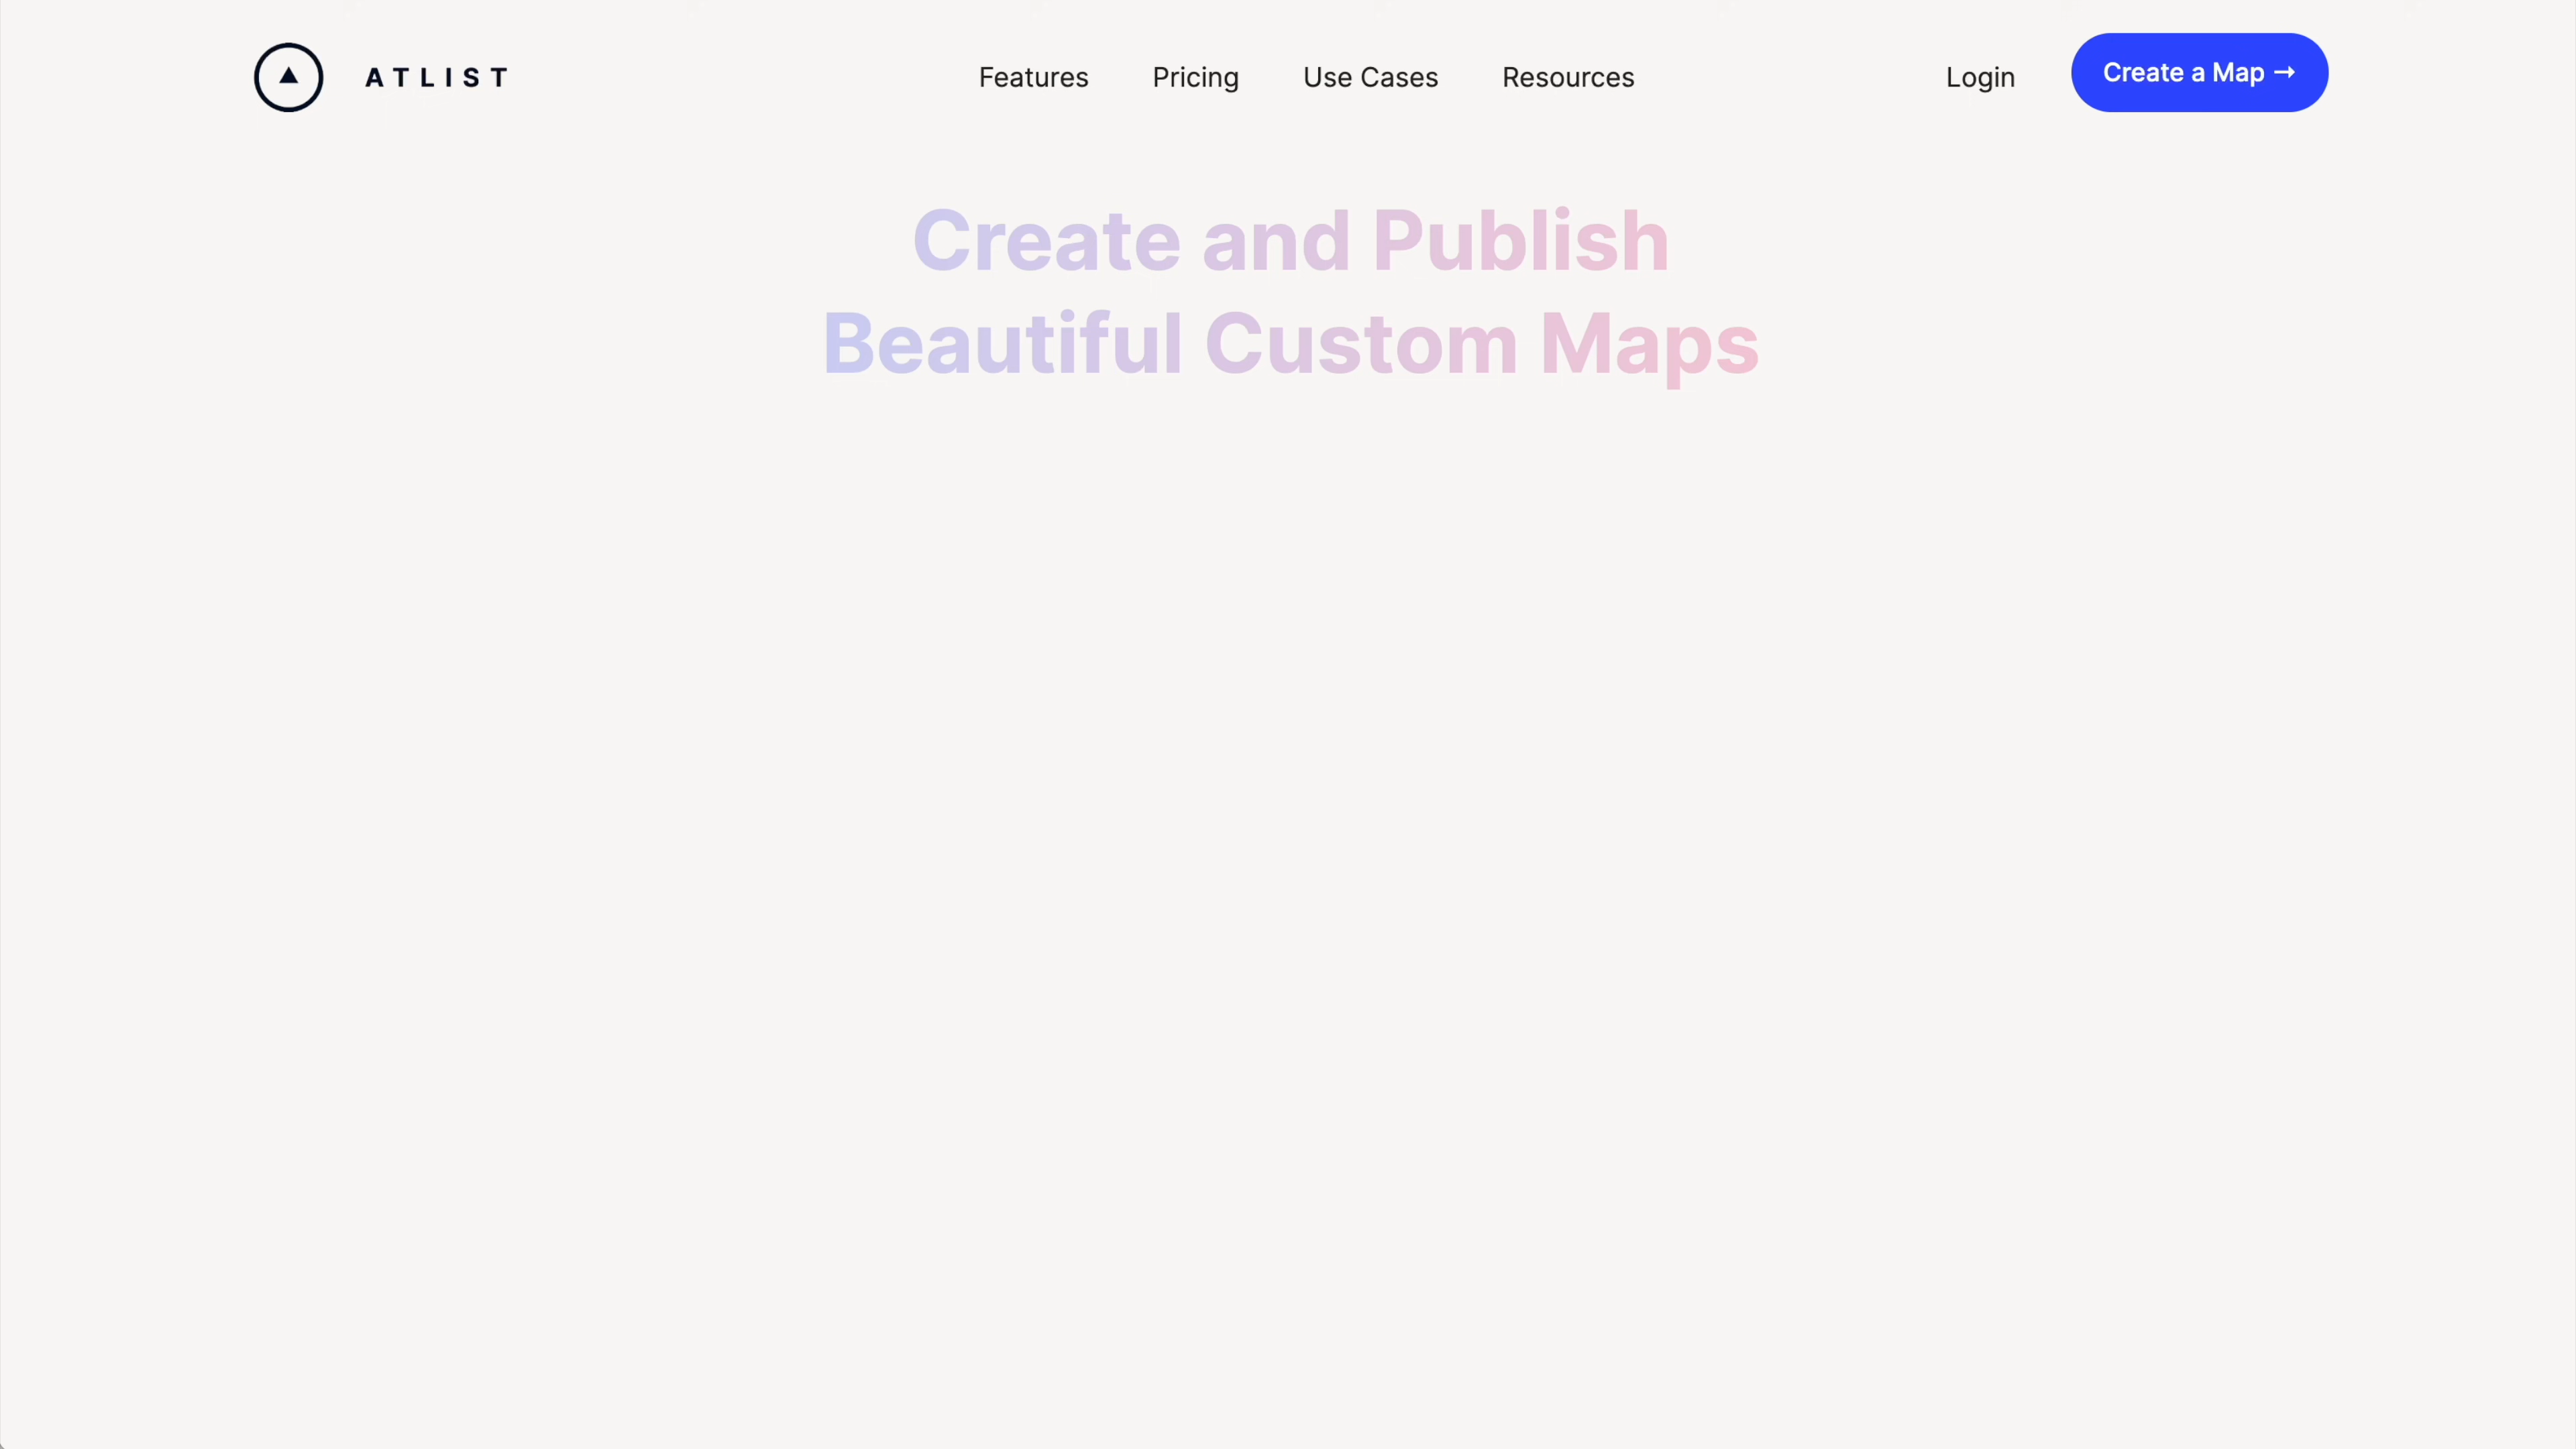 ATLIST
Features
Pricing
Use Cases
Resources
Login
Create a Map →
Create and Publish
Beautiful Custom Maps